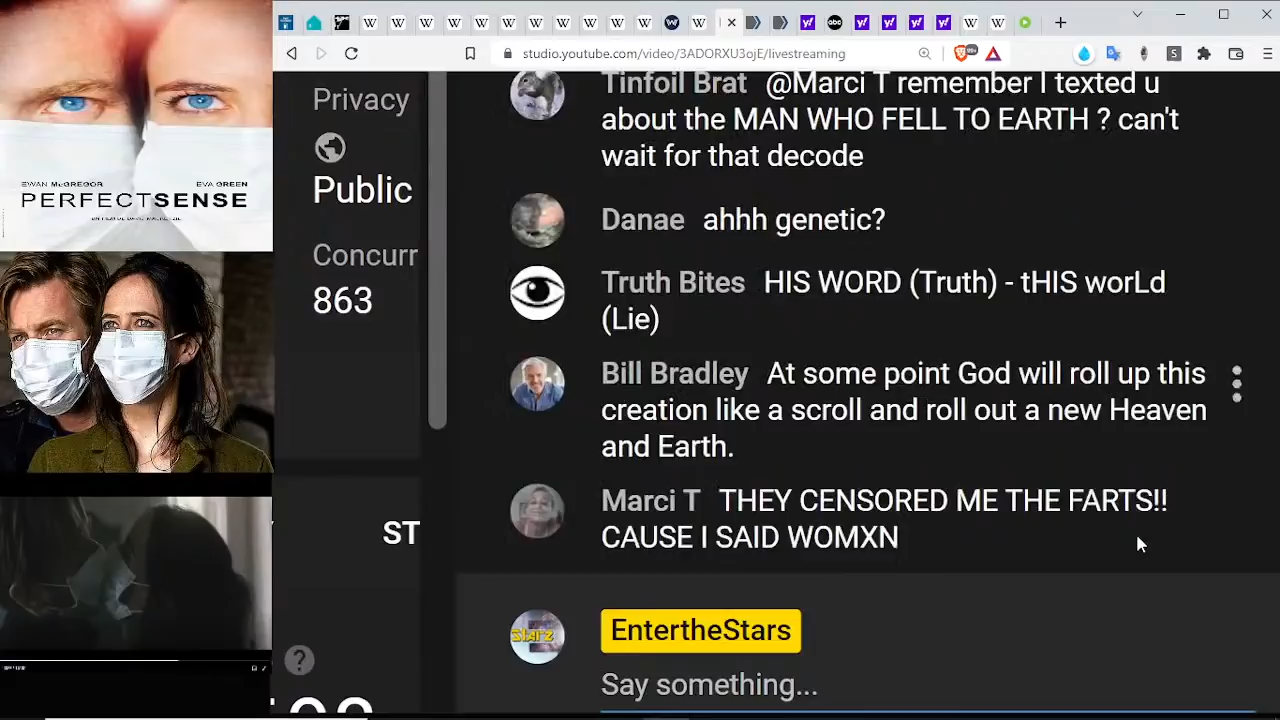 studio.youtube.com/video/3ADORXU3ojE/livestreaming
EWAN McGREGOR
EVA GREEN
PERFECTSENSE
Privacy
Public
Concurr
863
ST
Tinfoil Brat @Marci T remember I texted u
about the MAN WHO FELL TO EARTH ? can't
wait for that decode
Danae ahhh genetic?
Truth Bites HIS WORD (Truth) - tHIS worLd
(Lie)
Bill Bradley At some point God will roll up this
creation like a scroll and roll out a new Heaven
and Earth.
Marci T THEY CENSORED ME THE FARTS!!
CAUSE I SAID WOMXN
Starz
EntertheStars
Say something...